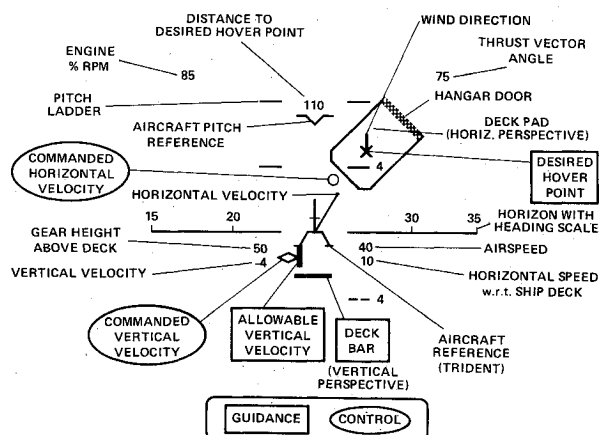 DISTANCE TO
DESIRED HOVER POINT
WIND DIRECTION
ENGINE
% RPM
85
75
THRUST VECTOR
ANGLE
PITCH
LADDER
110
HANGAR DOOR
AIRCRAFT PITCH
REFERENCE
DECK PAD
(HORIZ. PERSPECTIVE)
COMMANDED
HORIZONTAL
VELOCITY
4
DESIRED
HOVER
POINT
HORIZONTAL VELOCITY
15
20
30
35
HORIZON WITH
HEADING SCALE
GEAR HEIGHT
ABOVE DECK
50
40
AIRSPEED
VERTICAL VELOCITY
-4
10
HORIZONTAL SPEED
w.r.t. SHIP DECK
4
COMMANDED
VERTICAL
VELOCITY
ALLOWABLE
VERTICAL
VELOCITY
DECK
BAR
(VERTICAL
PERSPECTIVE)
AIRCRAFT
REFERENCE
(TRIDENT)
GUIDANCE
CONTROL